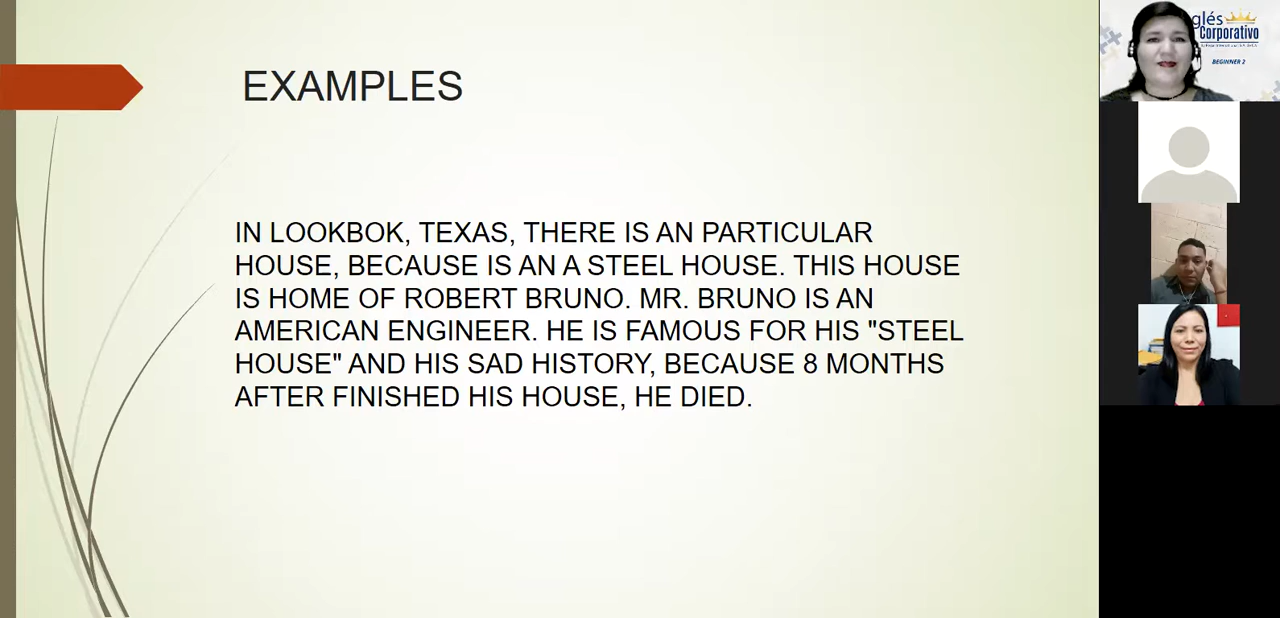 EXAMPLES
IN LOOKBOK, TEXAS, THERE IS AN PARTICULAR
HOUSE, BECAUSE IS AN A STEEL HOUSE. THIS HOUSE
IS HOME OF ROBERT BRUNO. MR. BRUNO IS AN
AMERICAN ENGINEER. HE IS FAMOUS FOR HIS "STEEL
HOUSE" AND HIS SAD HISTORY, BECAUSE 8 MONTHS
AFTER FINISHED HIS HOUSE, HE DIED.
glés
Corporativo
BEGINNER 2